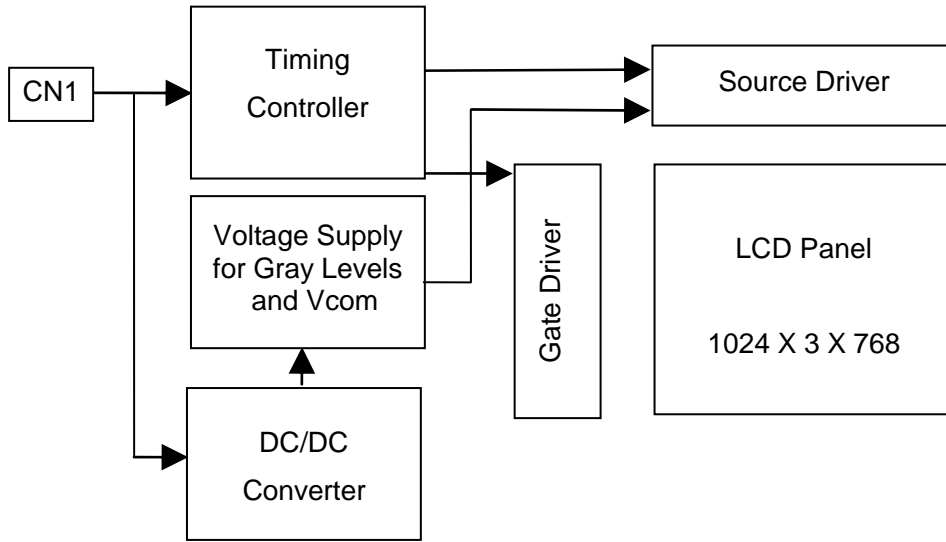 CN1
Timing
Controller
Source Driver
Voltage Supply
for Gray Levels
and Vcom
Gate Driver
LCD Panel
1024 X 3 X 768
DC/DC
Converter